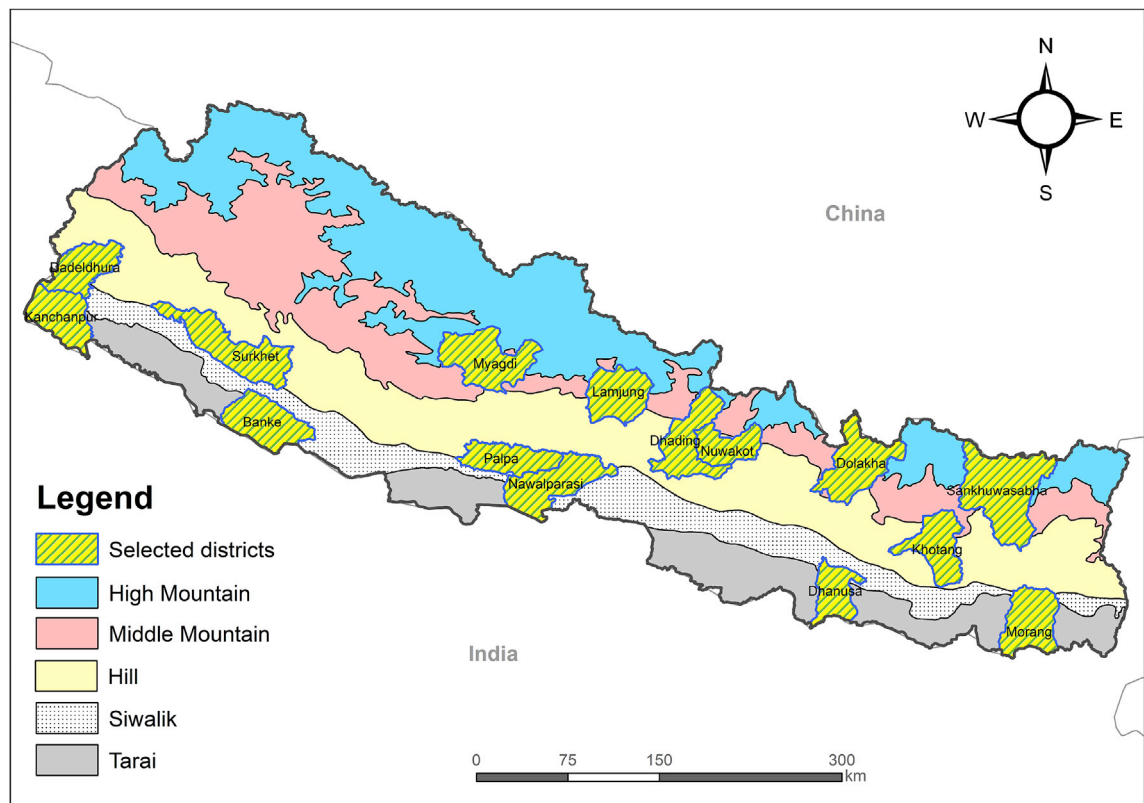 N
W E
S
China
Dadeldhura
Kanchanpur
Surkhet
Myagdi
Lamjung
Banke
Dhading
Nuwakot
Palpa
Dolakha
Nawalparasi
Sankhuwasabha
Khotang
Dhanusa
Morang
India
Legend
Selected districts
High Mountain
Middle Mountain
Hill
Siwalik
Tarai
0 75 150 300
km